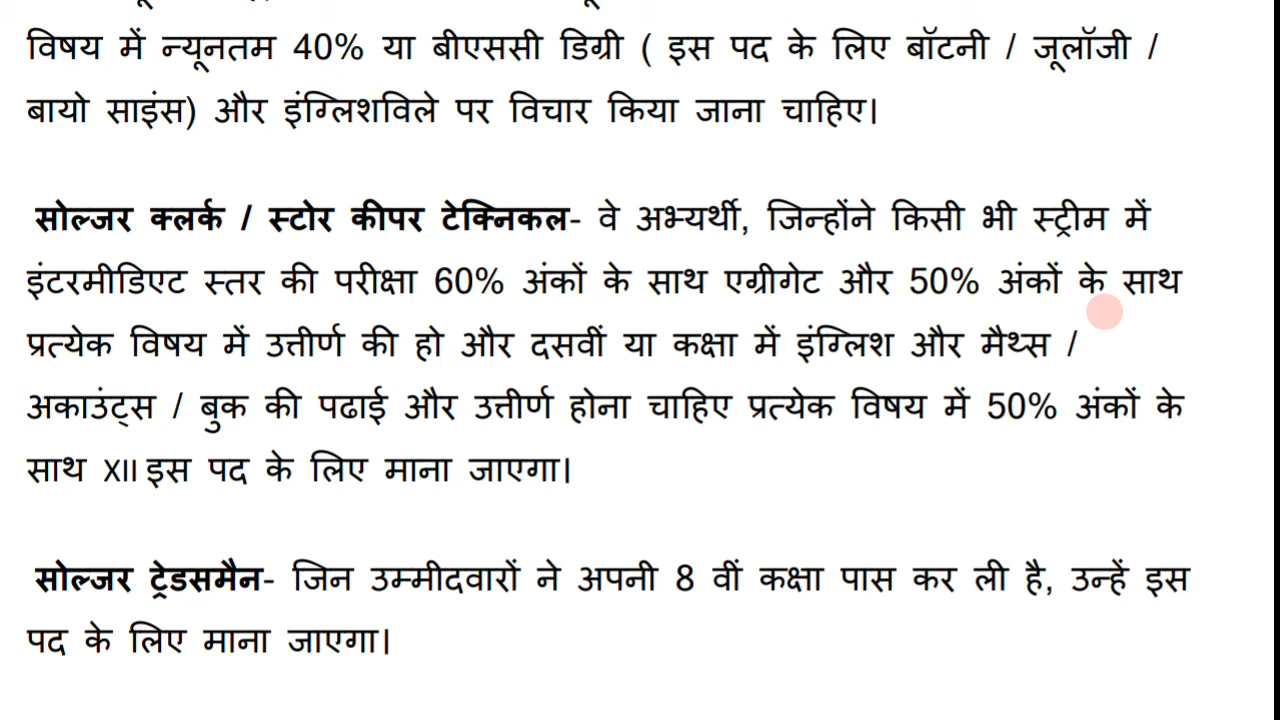 विषय में न्यूनतम 40% या बीएससी डिग्री ( इस पद के लिए बॉटनी / जूलॉजी /
बायो साइंस) और इंग्लिशविले पर विचार किया जाना चाहिए।
सोल्जर क्लर्क / स्टोर कीपर टेक्निकल- वे अभ्यर्थी, जिन्होंने किसी भी स्ट्रीम में
इंटरमीडिएट स्तर की परीक्षा 60% अंकों के साथ एग्रीगेट और 50% अंकों के साथ
प्रत्येक विषय में उत्तीर्ण की हो और दसवीं या कक्षा में इंग्लिश और मैथ्स /
अकाउंट्स / बुक की पढाई और उत्तीर्ण होना चाहिए प्रत्येक विषय में 50% अंकों के
साथ XII इस पद के लिए माना जाएगा।
सोल्जर ट्रेडसमैन- जिन उम्मीदवारों ने अपनी 8 वीं कक्षा पास कर ली है, उन्हें इस
पद के लिए माना जाएगा।